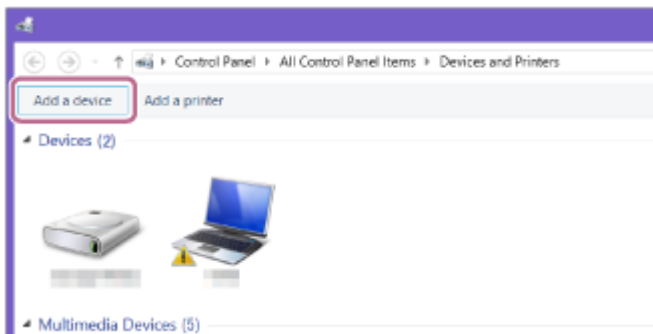 Control Panel All Control Panel Items Devices and Printers
Add a device Add a printer
Devices (2)
Multimedia Devices (5)